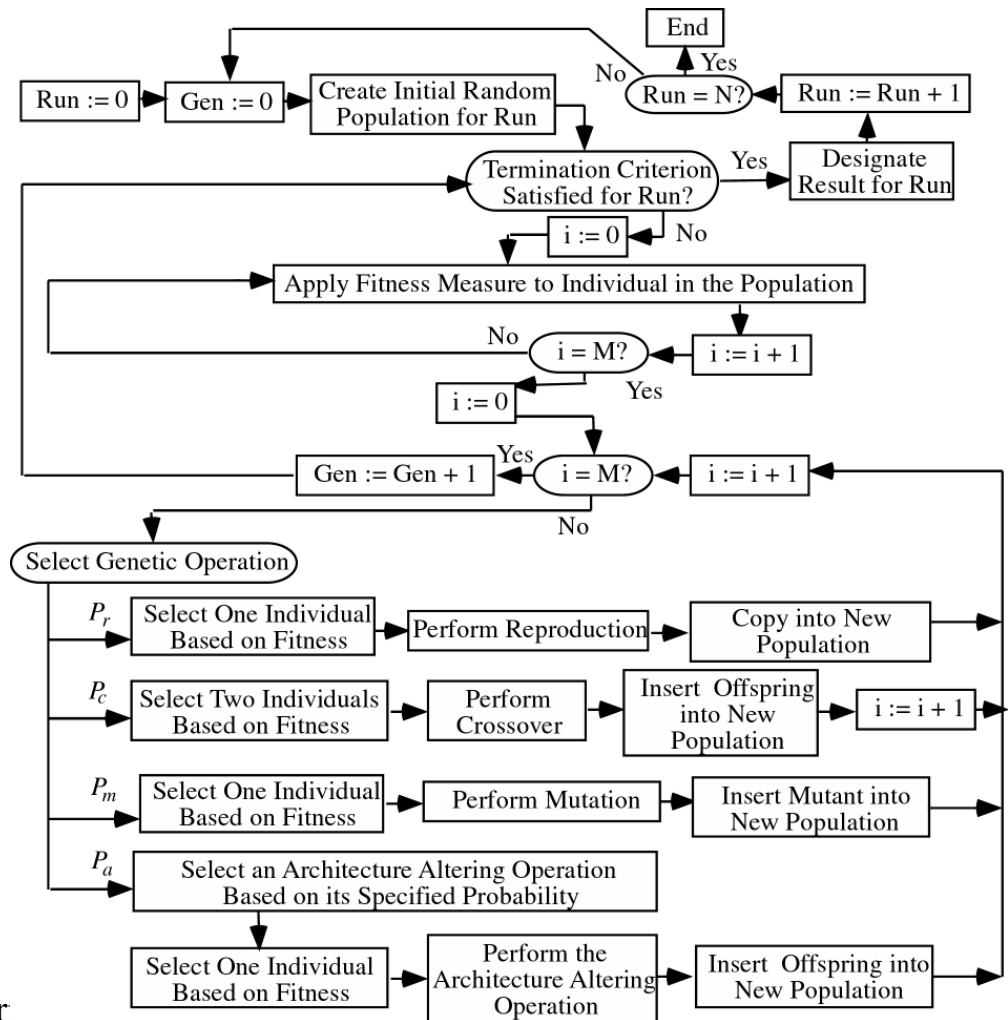 End
No
Yes
Run := 0
Gen := 0
Create Initial Random
Population for Run
Run = N?
Run := Run + 1
Termination Criterion
Satisfied for Run?
Yes
Designate
Result for Run
i := 0
No
Apply Fitness Measure to Individual in the Population
No
i = M?
i := i + 1
Yes
i := 0
Gen := Gen + 1
Yes
i = M?
i := i + 1
No
Select Genetic Operation
Pr
Select One Individual
Based on Fitness
Perform Reproduction
Copy into New
Population
Pc
Select Two Individuals
Based on Fitness
Perform
Crossover
Insert Offspring
into New
Population
i := i + 1
Pm
Select One Individual
Based on Fitness
Perform Mutation
Insert Mutant into
New Population
Pa
Select an Architecture Altering Operation
Based on its Specified Probability
Select One Individual
Based on Fitness
Perform the
Architecture Altering
Operation
Insert Offspring into
New Population
r